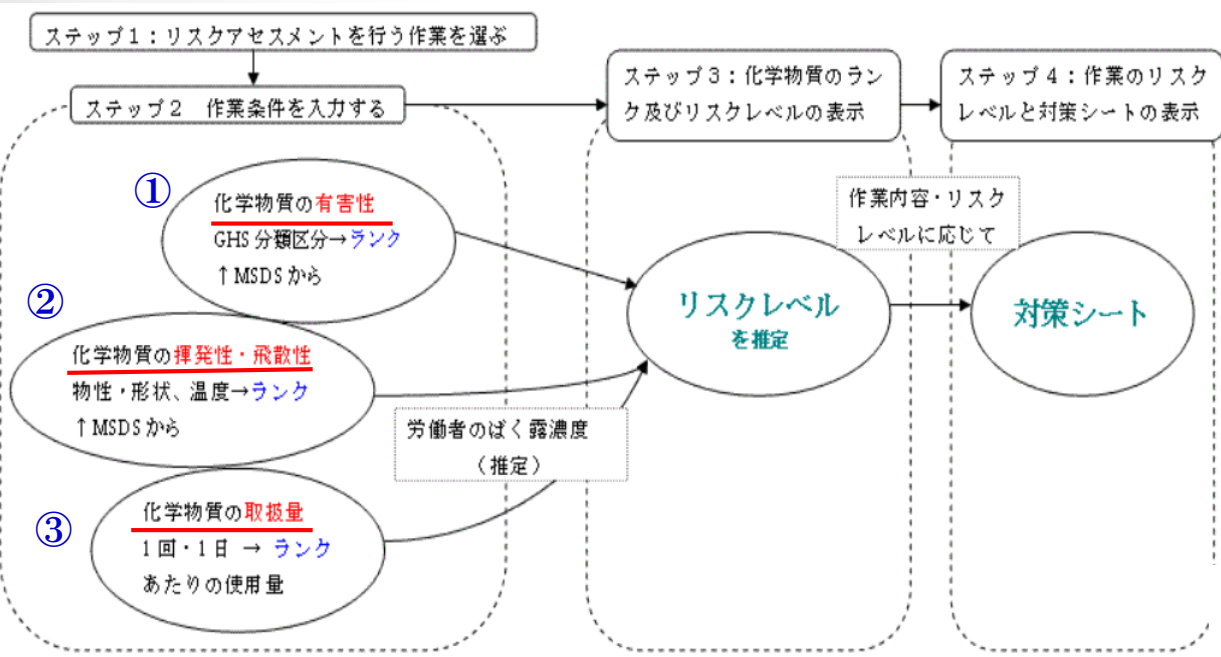 ステップ1:リスクアセスメントを行う作業を選ぶ
ステップ2 作業条件を入力する
①
化学物質の有害性
GHS分類区分→ランク
↑MSDSから
②
化学物質の揮発性・飛散性
物性・形状、温度→ランク
↑MSDSから
③
化学物質の取扱量
1回・1日 → ランク
あたりの使用量
労働者のばく露濃度
(推定)
ステップ3:化学物質のラン
ク及びリスクレベルの表示
リスクレベル
を推定
作業内容・リスク
レベルに応じて
ステップ4:作業のリスク
レベルと対策シートの表示
対策シート